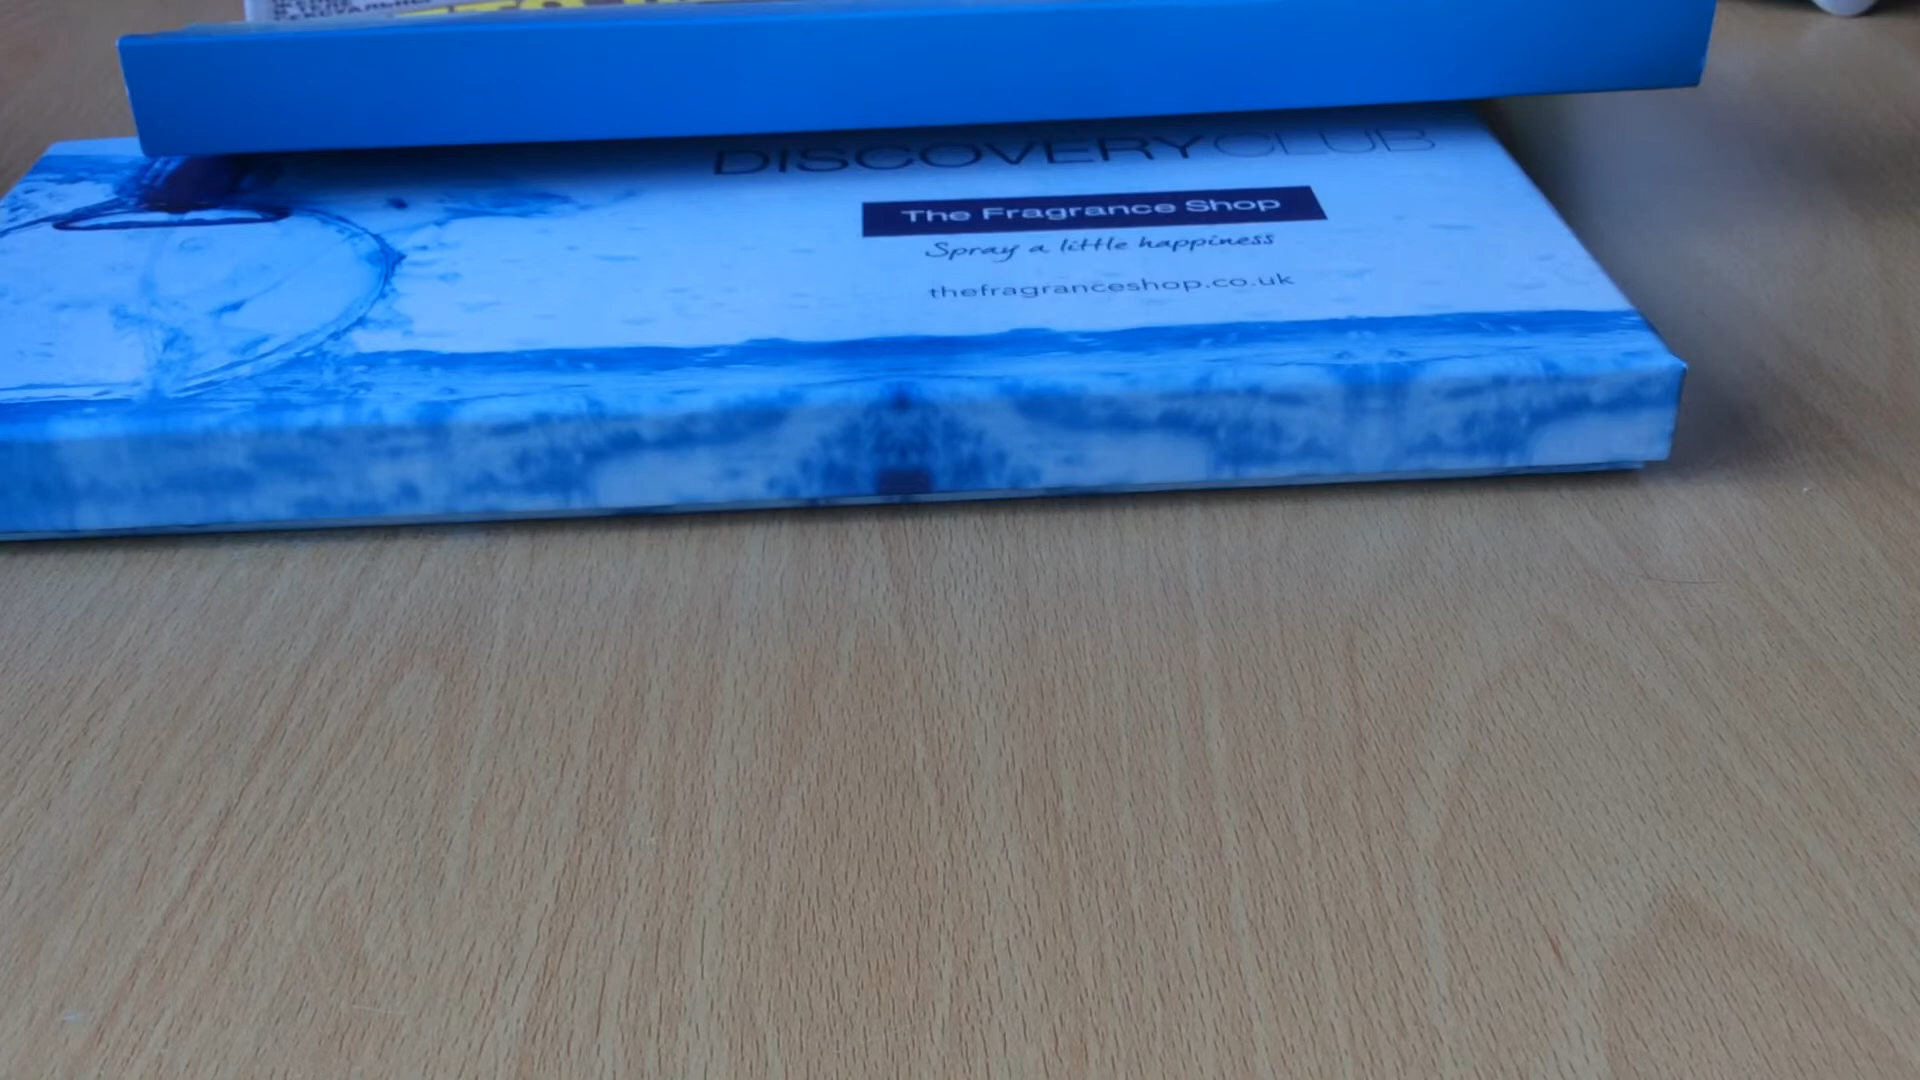 DISCOVERYCLUB
The Fragrance Shop
Spray a little happiness
thefragranceshop.co.uk